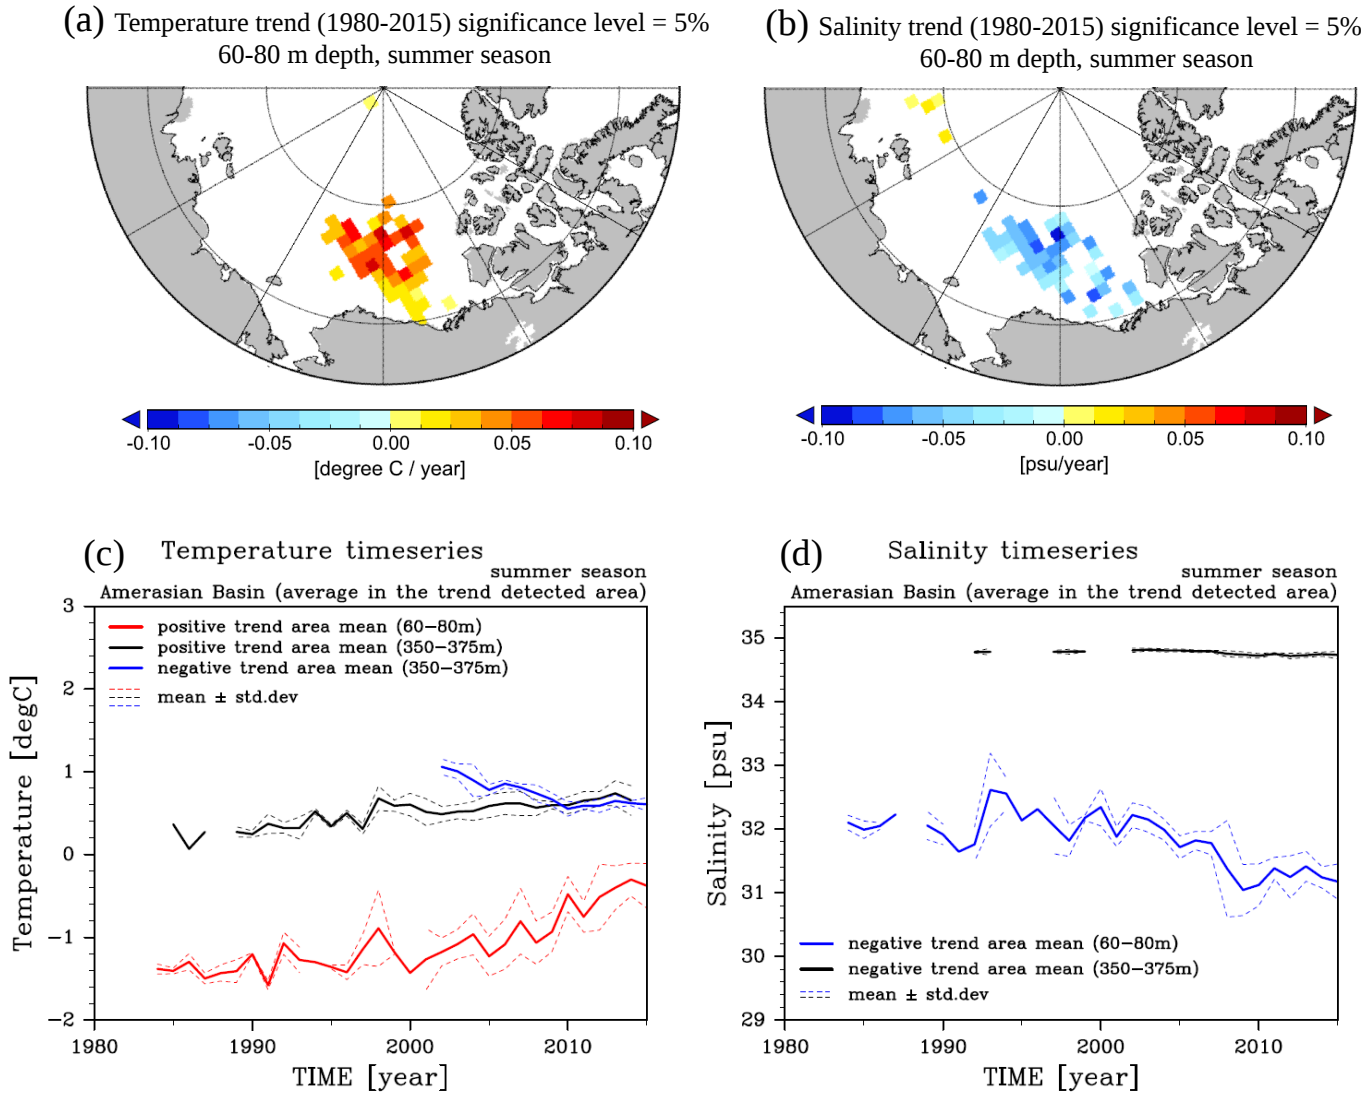 (a) Temperature trend (1980-2015) significance level = 5%
60-80 m depth, summer season
-0.10 -0.05 0.00 0.05 0.10
[degree C / year]
(b) Salinity trend (1980-2015) significance level = 5%
60-80 m depth, summer season
-0.10 -0.05 0.00 0.05 0.10
[psu/year]
(c) Temperature timeseries
summer season
Amerasian Basin (average in the trend detected area)
positive trend area mean (60−80m)
positive trend area mean (350−375m)
negative trend area mean (350−375m)
mean ± std.dev
Temperature [degC]
3
2
1
0
−1
−2
1980 1990 2000 2010
TIME [year]
(d) Salinity timeseries
summer season
Amerasian Basin (average in the trend detected area)
Salinity [psu]
35
34
33
32
31
30
29
negative trend area mean (60−80m)
negative trend area mean (350−375m)
mean ± std.dev
1980 1990 2000 2010
TIME [year]